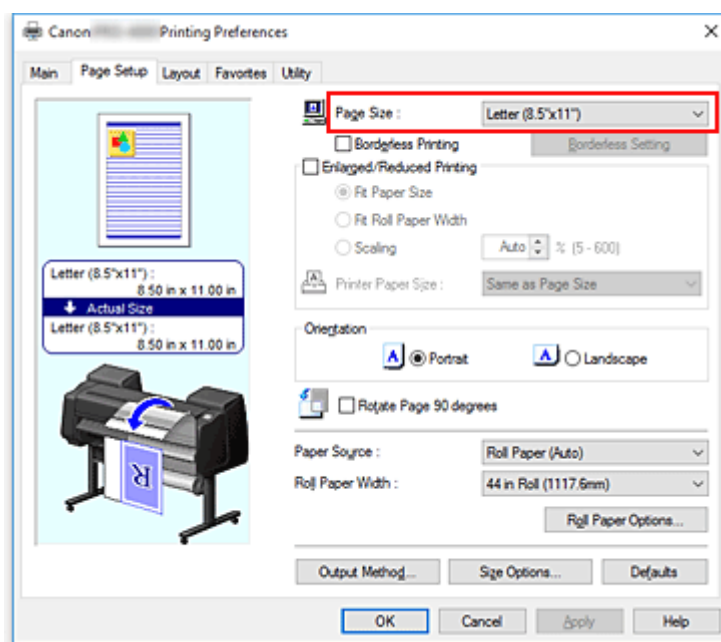 Canon Printing Preferences
Main Page Setup Layout Favorites Utility
Page Size : Letter (8.5"x11")
Borderless Printing Borderless Setting
Enlarged/Reduced Printing
Fit Paper Size
Fit Roll Paper Width
Scaling Auto % (5 - 600)
Printer Paper Size : Same as Page Size
Letter (8.5"x11") :
8.50 in x 11.00 in
Actual Size
Letter (8.5"x11") :
8.50 in x 11.00 in
Orientation
A Portrait A Landscape
Rotate Page 90 degrees
R
Paper Source : Roll Paper (Auto)
Roll Paper Width : 44 in Roll (1117.6mm)
Roll Paper Options...
Output Method... Size Options... Defaults
OK Cancel Apply Help